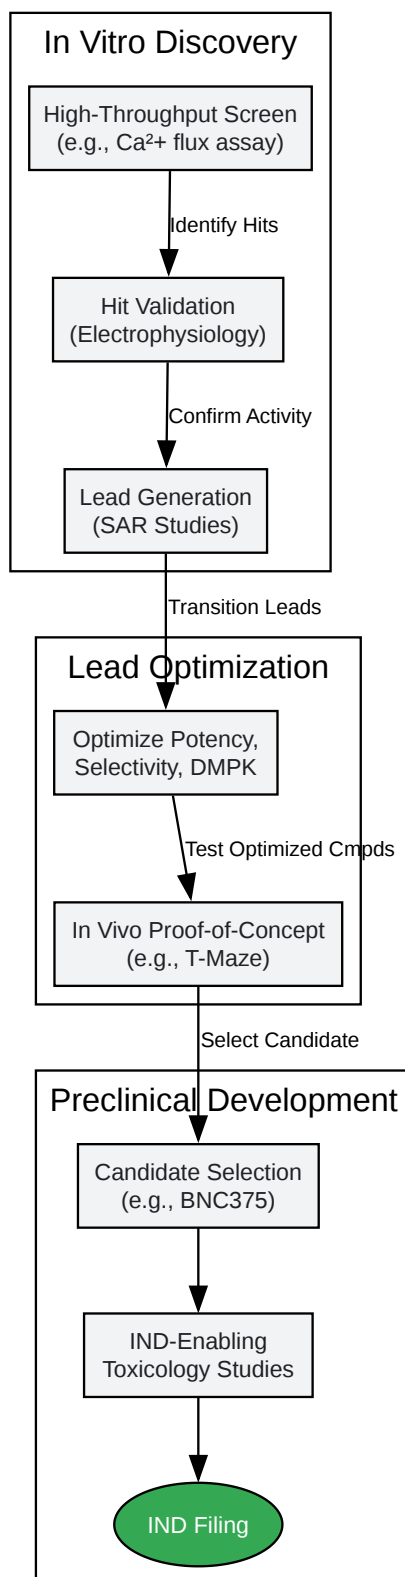 In Vitro Discovery
High-Throughput Screen
(e.g., Ca²+ flux assay)
Identify Hits
Hit Validation
(Electrophysiology)
Confirm Activity
Lead Generation
(SAR Studies)
Transition Leads
Lead Optimization
Optimize Potency,
Selectivity, DMPK
Test Optimized Cmpds
In Vivo Proof-of-Concept
(e.g., T-Maze)
Select Candidate
Preclinical Development
Candidate Selection
(e.g., BNC375)
IND-Enabling
Toxicology Studies
IND Filing